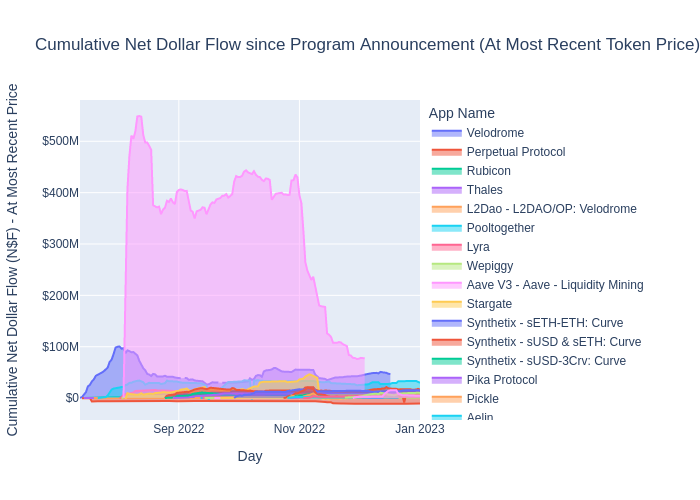 Cumulative Net Dollar Flow since Program Announcement (At Most Recent Token Price)
Cumulative Net Dollar Flow (N$F) - At Most Recent Price
$500M
$400M
$300M
$200M
$100M
$0
Sep 2022
Nov 2022
Jan 2023
Day
App Name
Velodrome
Perpetual Protocol
Rubicon
Thales
L2Dao - L2DAO/OP: Velodrome
Pooltogether
Lyra
Wepiggy
Aave V3 - Aave - Liquidity Mining
Stargate
Synthetix - sETH-ETH: Curve
Synthetix - sUSD & sETH: Curve
Synthetix - sUSD-3Crv: Curve
Pika Protocol
Pickle
Aelin